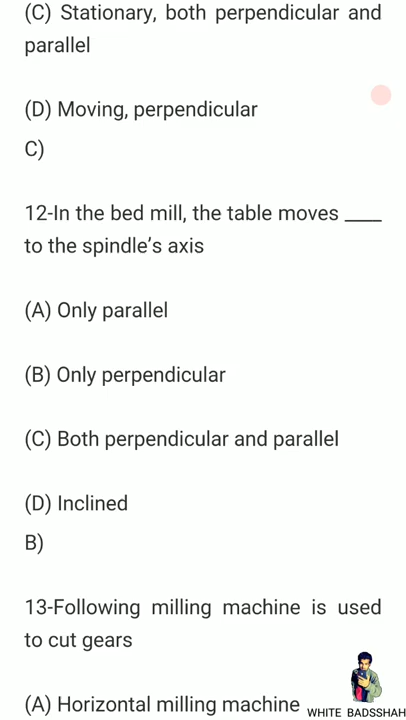 (C) Stationary, both perpendicular and
parallel
(D) Moving, perpendicular
C)
12-In the bed mill, the table moves ____
to the spindle's axis
(A) Only parallel
(B) Only perpendicular
(C) Both perpendicular and parallel
(D) Inclined
B)
13-Following milling machine is used
to cut gears
(A) Horizontal milling machine
WHITE BADSSHAH